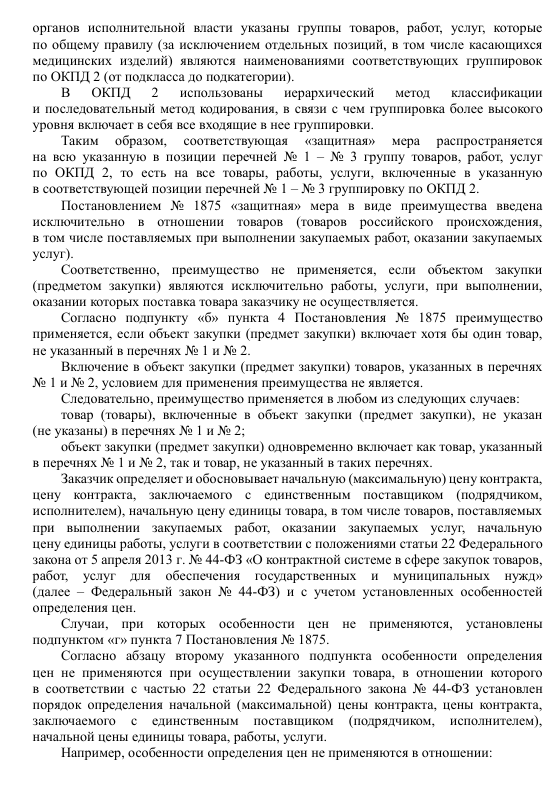 органов исполнительной власти указаны группы товаров, работ, услуг, которые
по общему правилу (за исключением отдельных позиций, в том числе касающихся
медицинских изделий) являются наименованиями соответствующих группировок
по ОКПД 2 (от подкласса до подкатегории).
В ОКПД 2 использованы иерархический метод классификации
и последовательный метод кодирования, в связи с чем группировка более высокого
уровня включает в себя все входящие в нее группировки.
Таким образом, соответствующая «защитная» мера распространяется
на всю указанную в позиции перечней № 1 – № 3 группу товаров, работ, услуг
по ОКПД 2, то есть на все товары, работы, услуги, включенные в указанную
в соответствующей позиции перечней № 1 – № 3 группировку по ОКПД 2.
Постановлением № 1875 «защитная» мера в виде преимущества введена
исключительно в отношении товаров (товаров российского происхождения,
в том числе поставляемых при выполнении закупаемых работ, оказании закупаемых
услуг).
Соответственно, преимущество не применяется, если объектом закупки
(предметом закупки) являются исключительно работы, услуги, при выполнении,
оказании которых поставка товара заказчику не осуществляется.
Согласно подпункту «б» пункта 4 Постановления № 1875 преимущество
применяется, если объект закупки (предмет закупки) включает хотя бы один товар,
не указанный в перечнях № 1 и № 2.
Включение в объект закупки (предмет закупки) товаров, указанных в перечнях
№ 1 и № 2, условием для применения преимущества не является.
Следовательно, преимущество применяется в любом из следующих случаев:
товар (товары), включенные в объект закупки (предмет закупки), не указан
(не указаны) в перечнях № 1 и № 2;
объект закупки (предмет закупки) одновременно включает как товар, указанный
в перечнях № 1 и № 2, так и товар, не указанный в таких перечнях.
Заказчик определяет и обосновывает начальную (максимальную) цену контракта,
цену контракта, заключаемого с единственным поставщиком (подрядчиком,
исполнителем), начальную цену единицы товара, в том числе товаров, поставляемых
при выполнении закупаемых работ, оказании закупаемых услуг, начальную
цену единицы работы, услуги в соответствии с положениями статьи 22 Федерального
закона от 5 апреля 2013 г. № 44-ФЗ «О контрактной системе в сфере закупок товаров,
работ, услуг для обеспечения государственных и муниципальных нужд»
(далее – Федеральный закон № 44-ФЗ) и с учетом установленных особенностей
определения цен.
Случаи, при которых особенности цен не применяются, установлены
подпунктом «г» пункта 7 Постановления № 1875.
Согласно абзацу второму указанного подпункта особенности определения
цен не применяются при осуществлении закупки товара, в отношении которого
в соответствии с частью 22 статьи 22 Федерального закона № 44-ФЗ установлен
порядок определения начальной (максимальной) цены контракта, цены контракта,
заключаемого с единственным поставщиком (подрядчиком, исполнителем),
начальной цены единицы товара, работы, услуги.
Например, особенности определения цен не применяются в отношении: